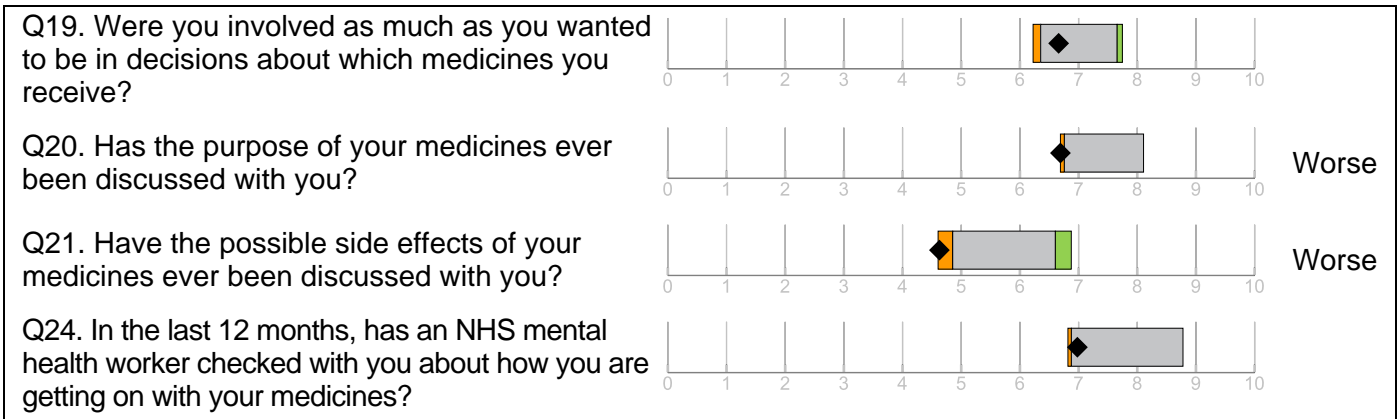 Q19. Were you involved as much as you wanted
to be in decisions about which medicines you
receive?
0 1 2 3 4 5 6 7 8 9 10
Q20. Has the purpose of your medicines ever
been discussed with you?
Worse
0 1 2 3 4 5 6 7 8 9 10
Q21. Have the possible side effects of your
medicines ever been discussed with you?
Worse
0 1 2 3 4 5 6 7 8 9 10
Q24. In the last 12 months, has an NHS mental
health worker checked with you about how you are
getting on with your medicines?
0 1 2 3 4 5 6 7 8 9 10